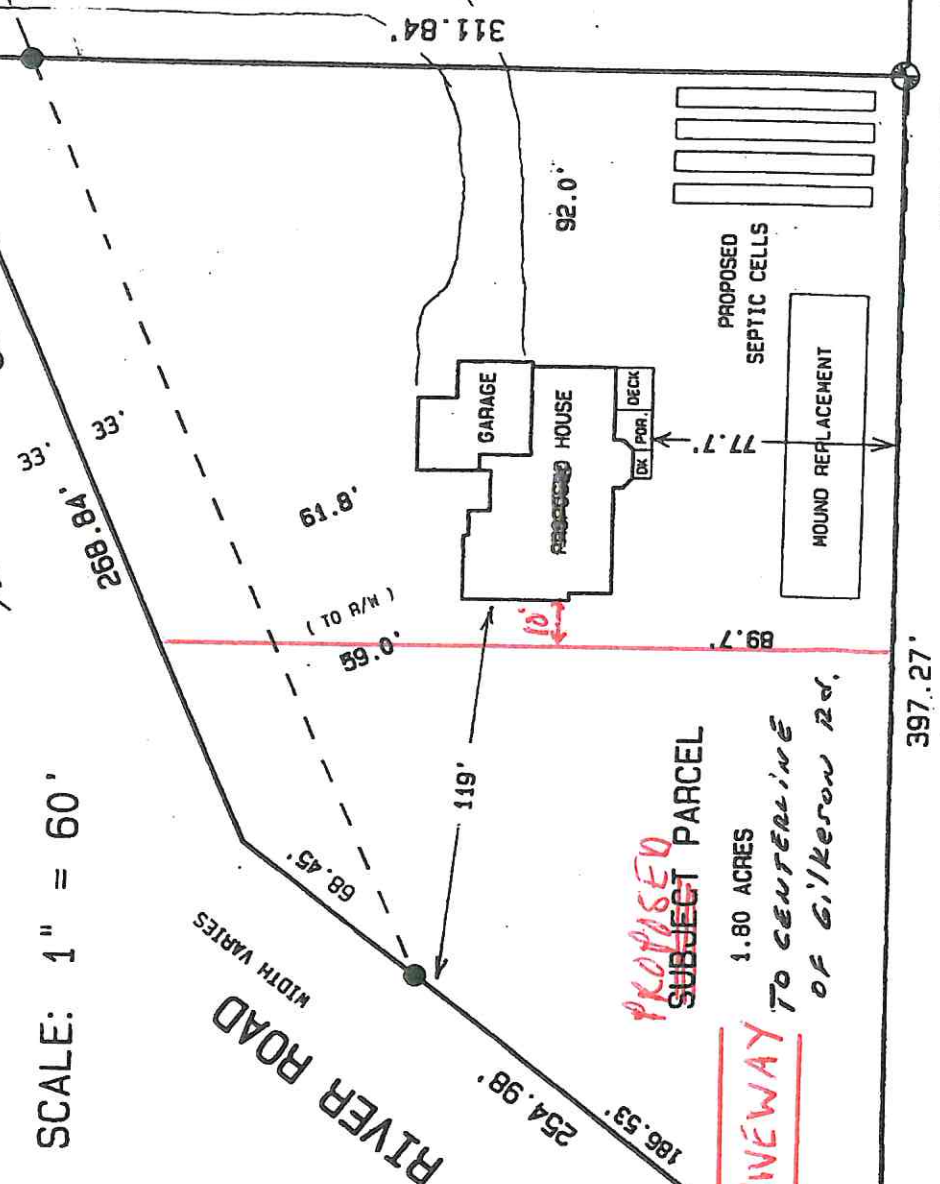 311.84'
33'
33'
268.84'
92.0'
PROPOSED
SEPTIC CELLS
GARAGE
HOUSE
DECK
POR.
DK
77.7'
MOUND REPLACEMENT
61.8'
( TO R/W )
59.0'
10'
89.7'
397.27'
SCALE: 1" = 60'
119'
68.45'
WIDTH VARIES
RIVER ROAD
254.98'
186.53'
PROPOSED
SUBJECT PARCEL
1.80 ACRES
TO CENTERLINE
OF Gilkerson Rd.